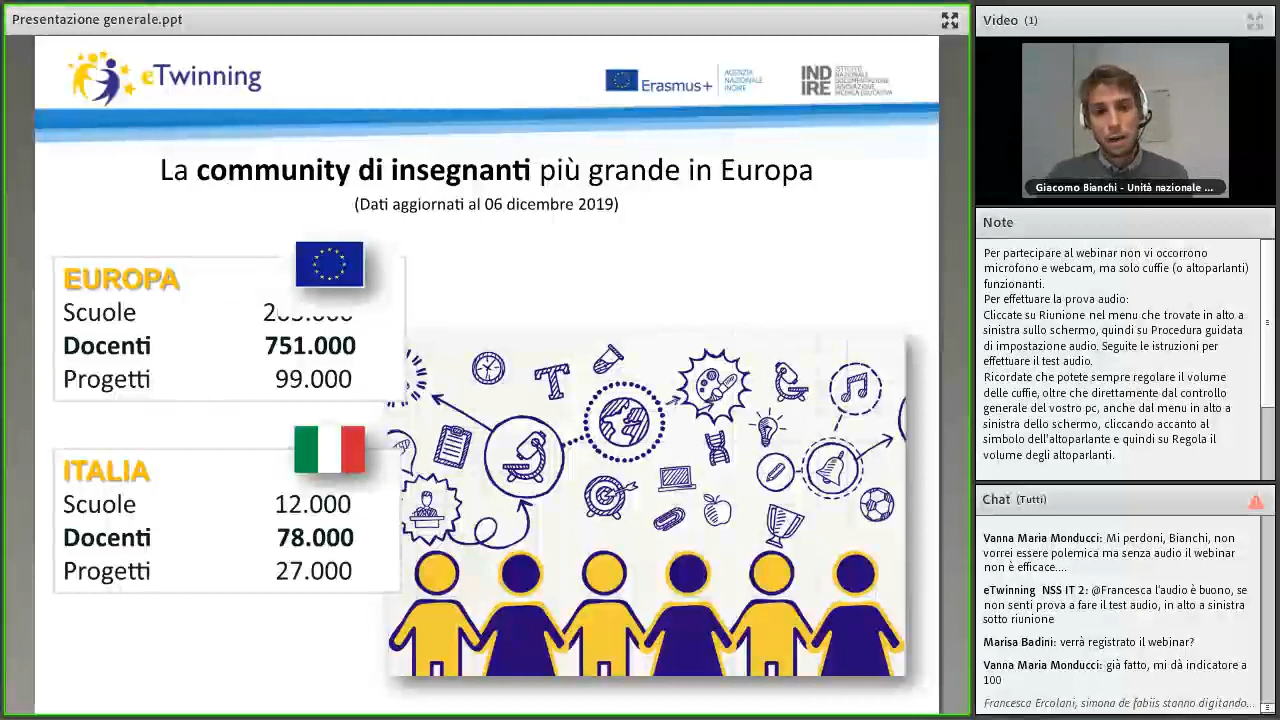 Presentazione generale.ppt
eTwinning
Erasmus+
AGENZIA
NAZIONALE
INDIRE
IND
IRE
ISTITUTO
NAZIONALE
DOCUMENTAZIONE
INNOVAZIONE
RICERCA EDUCATIVA
La community di insegnanti più grande in Europa
(Dati aggiornati al 06 dicembre 2019)
EUROPA
Scuole
Docenti 751.000
Progetti 99.000
ITALIA
Scuole 12.000
Docenti 78.000
Progetti 27.000
Video (1)
Giacomo Bianchi - Unità nazionale ...
Note
Per partecipare al webinar non vi occorrono
microfono e webcam, ma solo cuffie (o altoparlanti)
funzionanti.
Per effettuare la prova audio:
Cliccate su Riunione nel menu che trovate in alto a
sinistra sullo schermo, quindi su Procedura guidata
di impostazione audio. Seguite le istruzioni per
effettuare il test audio.
Ricordate che potete sempre regolare il volume
delle cuffie, oltre che direttamente dal controllo
generale del vostro pc, anche dal menu in alto a
sinistra dello schermo, cliccando accanto al
simbolo dell'altoparlante e quindi su Regola il
volume degli altoparlanti.
Chat (Tutti)
Vanna Maria Monducci: Mi perdoni, Bianchi, non
vorrei essere polemica ma senza audio il webinar
non è efficace....
eTwinning NSS IT 2: @Francesca l'audio è buono, se
non senti prova a fare il test audio, in alto a sinistra
sotto riunione
Marisa Badini: verrà registrato il webinar?
Vanna Maria Monducci: già fatto, mi dà indicatore a
100
Francesca Ercolani, simona de fabiis stanno digitando...